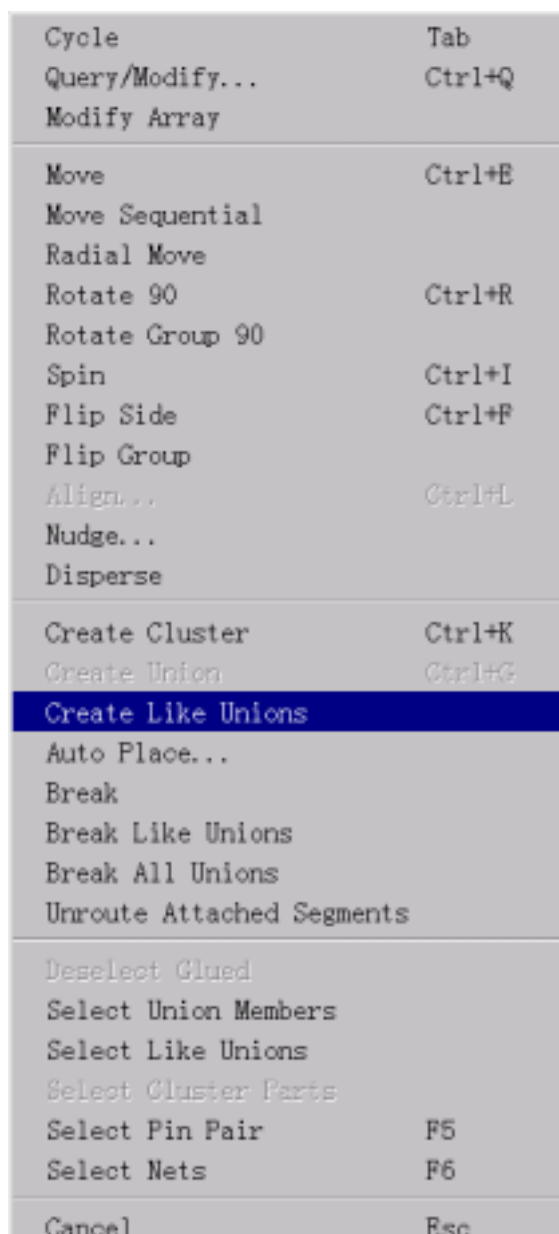 Cycle Tab
Query/Modify... Ctrl+Q
Modify Array
Move Ctrl+E
Move Sequential
Radial Move
Rotate 90 Ctrl+R
Rotate Group 90
Spin Ctrl+I
Flip Side Ctrl+F
Flip Group
Align... Ctrl+L
Nudge...
Disperse
Create Cluster Ctrl+K
Create Union Ctrl+G
Create Like Unions
Auto Place...
Break
Break Like Unions
Break All Unions
Unroute Attached Segments
Deselect Glued
Select Union Members
Select Like Unions
Select Cluster Parts
Select Pin Pair F5
Select Nets F6
Cancel Esc